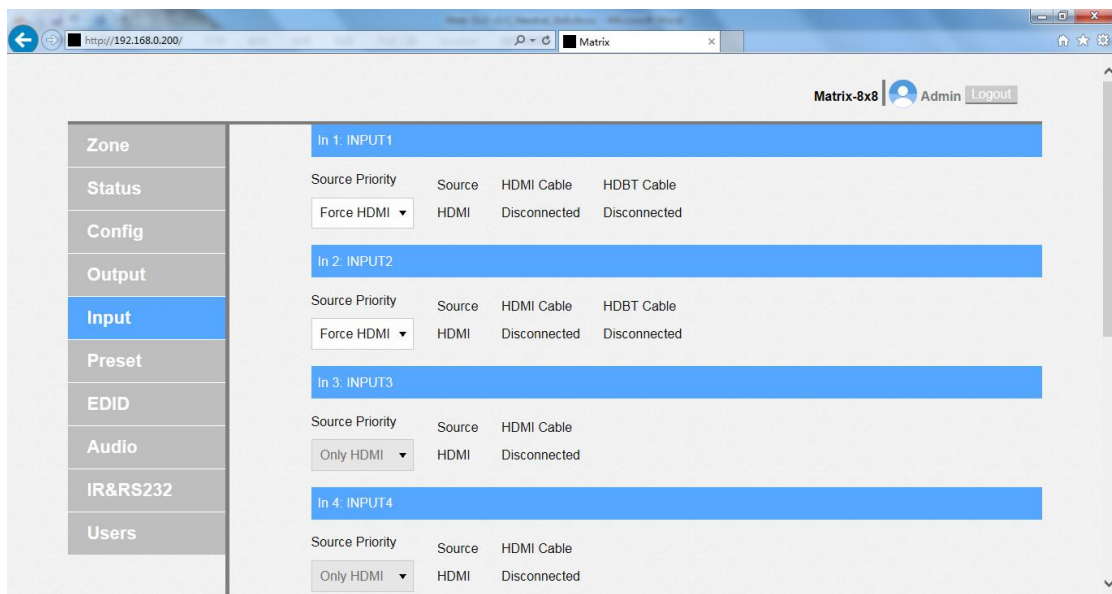 http://192.168.0.200/
Matrix
Matrix-8x8 Admin Logout
Zone
Status
Config
Output
Input
Preset
EDID
Audio
IR&RS232
Users
In 1: INPUT1
Source Priority Source HDMI Cable HDBT Cable
Force HDMI HDMI Disconnected Disconnected
In 2: INPUT2
Source Priority Source HDMI Cable HDBT Cable
Force HDMI HDMI Disconnected Disconnected
In 3: INPUT3
Source Priority Source HDMI Cable
Only HDMI HDMI Disconnected
In 4: INPUT4
Source Priority Source HDMI Cable
Only HDMI HDMI Disconnected